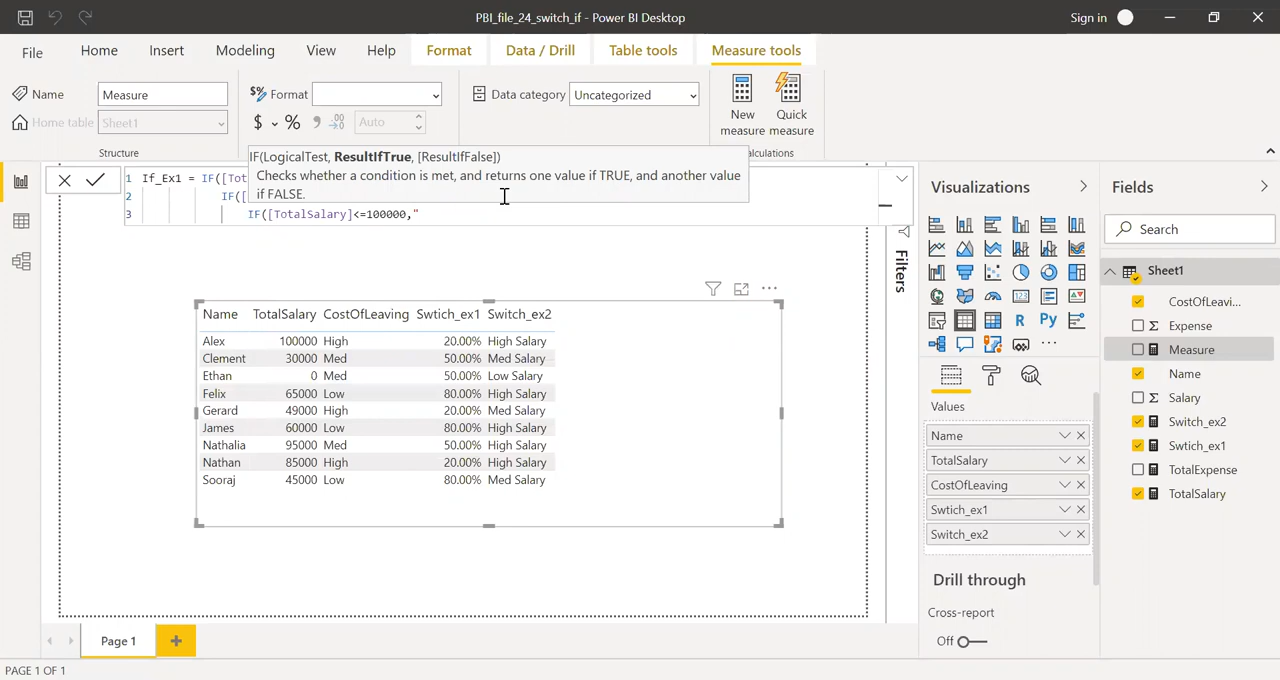 PBI_file_24_switch_if - Power BI Desktop
Sign in
File Home Insert Modeling View Help Format Data / Drill Table tools Measure tools
Name Measure
Home table Sheet1
Structure
Format
$ % Auto
Data category Uncategorized
New measure
Quick measure
IF(LogicalTest, ResultIfTrue, [ResultIfFalse])
Checks whether a condition is met, and returns one value if TRUE, and another value
if FALSE.
1 If_Ex1 = IF([Tot
2 IF([
3 IF([TotalSalary]<=100000,"
Name TotalSalary CostOfLeaving Swtich_ex1 Switch_ex2
Alex 100000 High 20.00% High Salary
Clement 30000 Med 50.00% Med Salary
Ethan 0 Med 50.00% Low Salary
Felix 65000 Low 80.00% High Salary
Gerard 49000 High 20.00% Med Salary
James 60000 Low 80.00% High Salary
Nathalia 95000 Med 50.00% High Salary
Nathan 85000 High 20.00% High Salary
Sooraj 45000 Low 80.00% Med Salary
Filters
Visualizations
R Py
Values
Name
TotalSalary
CostOfLeaving
Swtich_ex1
Switch_ex2
Drill through
Cross-report
Off
Fields
Search
Sheet1
CostOfLeavi...
Expense
Measure
Name
Salary
Switch_ex2
Swtich_ex1
TotalExpense
TotalSalary
Page 1
PAGE 1 OF 1